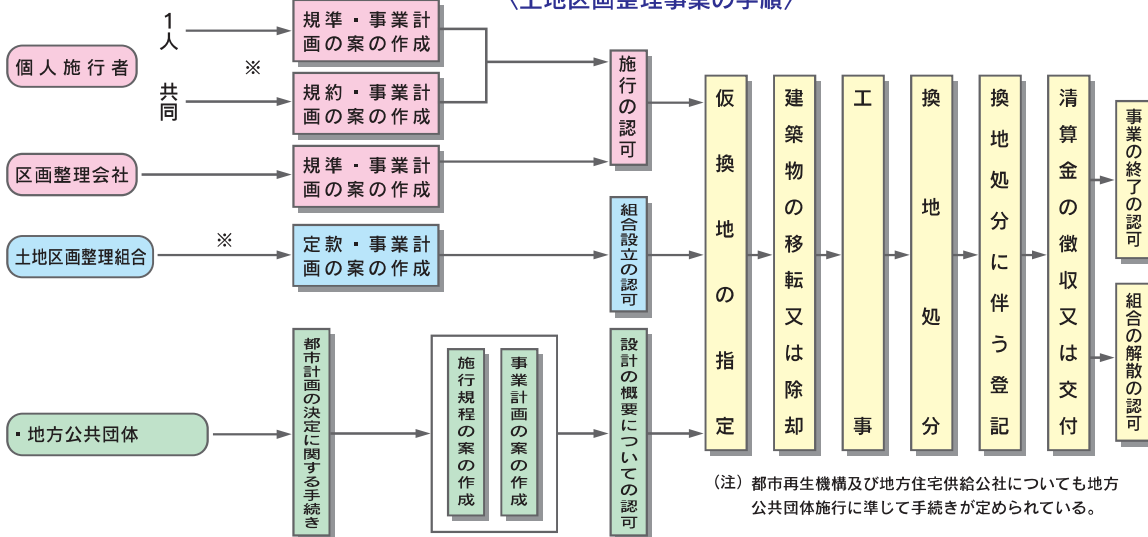 〈土地区画整理事業の手順〉
個人施行者
1人
※
共同
規準・事業計
画の案の作成
規約・事業計
画の案の作成
施行の認可
区画整理会社
規準・事業計
画の案の作成
土地区画整理組合
※
定款・事業計
画の案の作成
組合設立の認可
・地方公共団体
都市計画の決定に関する手続き
施行規程の案の作成
事業計画の案の作成
設計の概要についての認可
仮換地の指定
建築物の移転又は除却
工事
換地処分
換地処分に伴う登記
清算金の徴収又は交付
事業の終了の認可
組合の解散の認可
(注) 都市再生機構及び地方住宅供給公社についても地方
公共団体施行に準じて手続きが定められている。